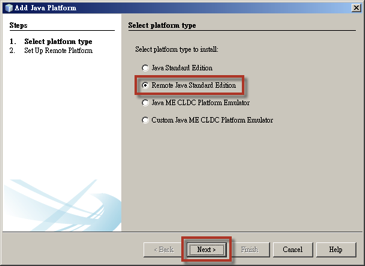 Add Java Platform
Steps
1. Select platform type
2. Set Up Remote Platform
Select platform type
Select platform type to install:
Java Standard Edition
Remote Java Standard Edition
Java ME CLDC Platform Emulator
Custom Java ME CLDC Platform Emulator
< Back Next > Finish Cancel Help